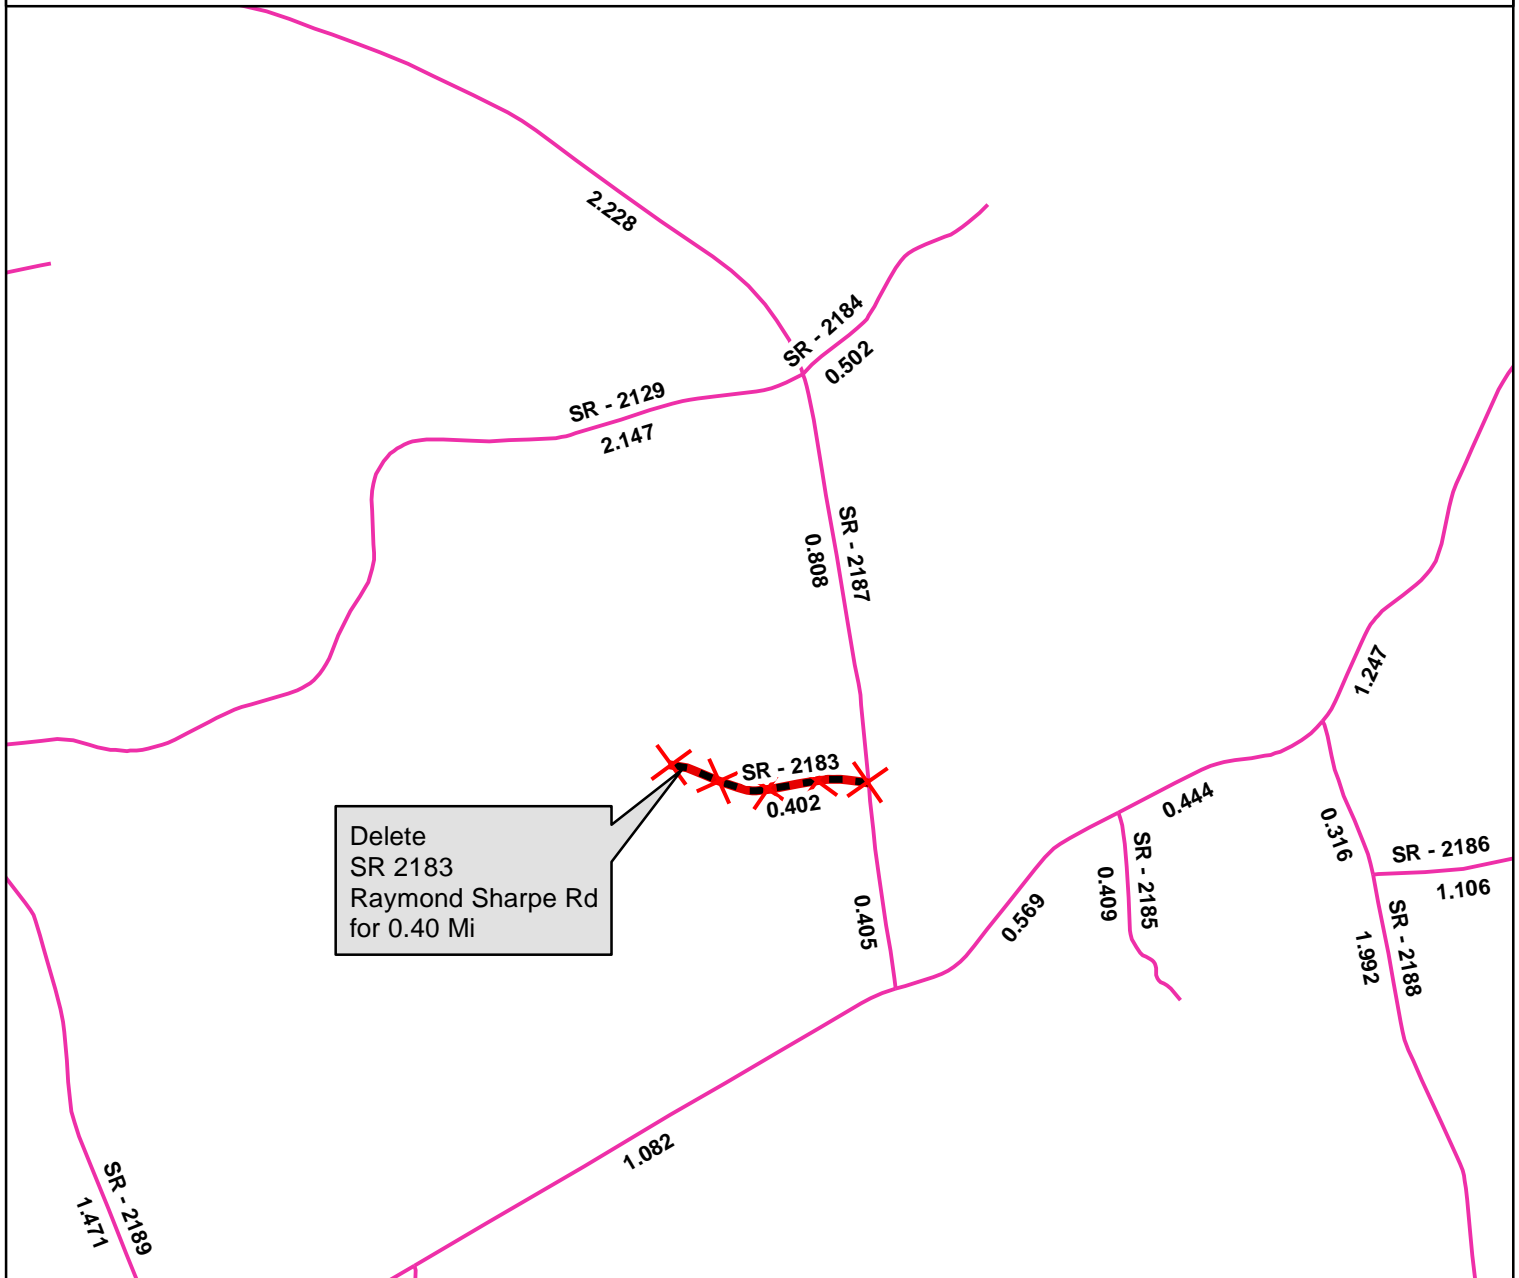 2.228
SR - 2184
0.502
SR - 2129
2.147
SR - 2187
0.808
1.247
SR - 2183
0.402
0.444
Delete
SR 2183
Raymond Sharpe Rd
for 0.40 Mi
0.316
SR - 2186
1.106
SR - 2185
0.409
0.569
0.405
SR - 2188
1.992
1.082
SR - 2189
1.471